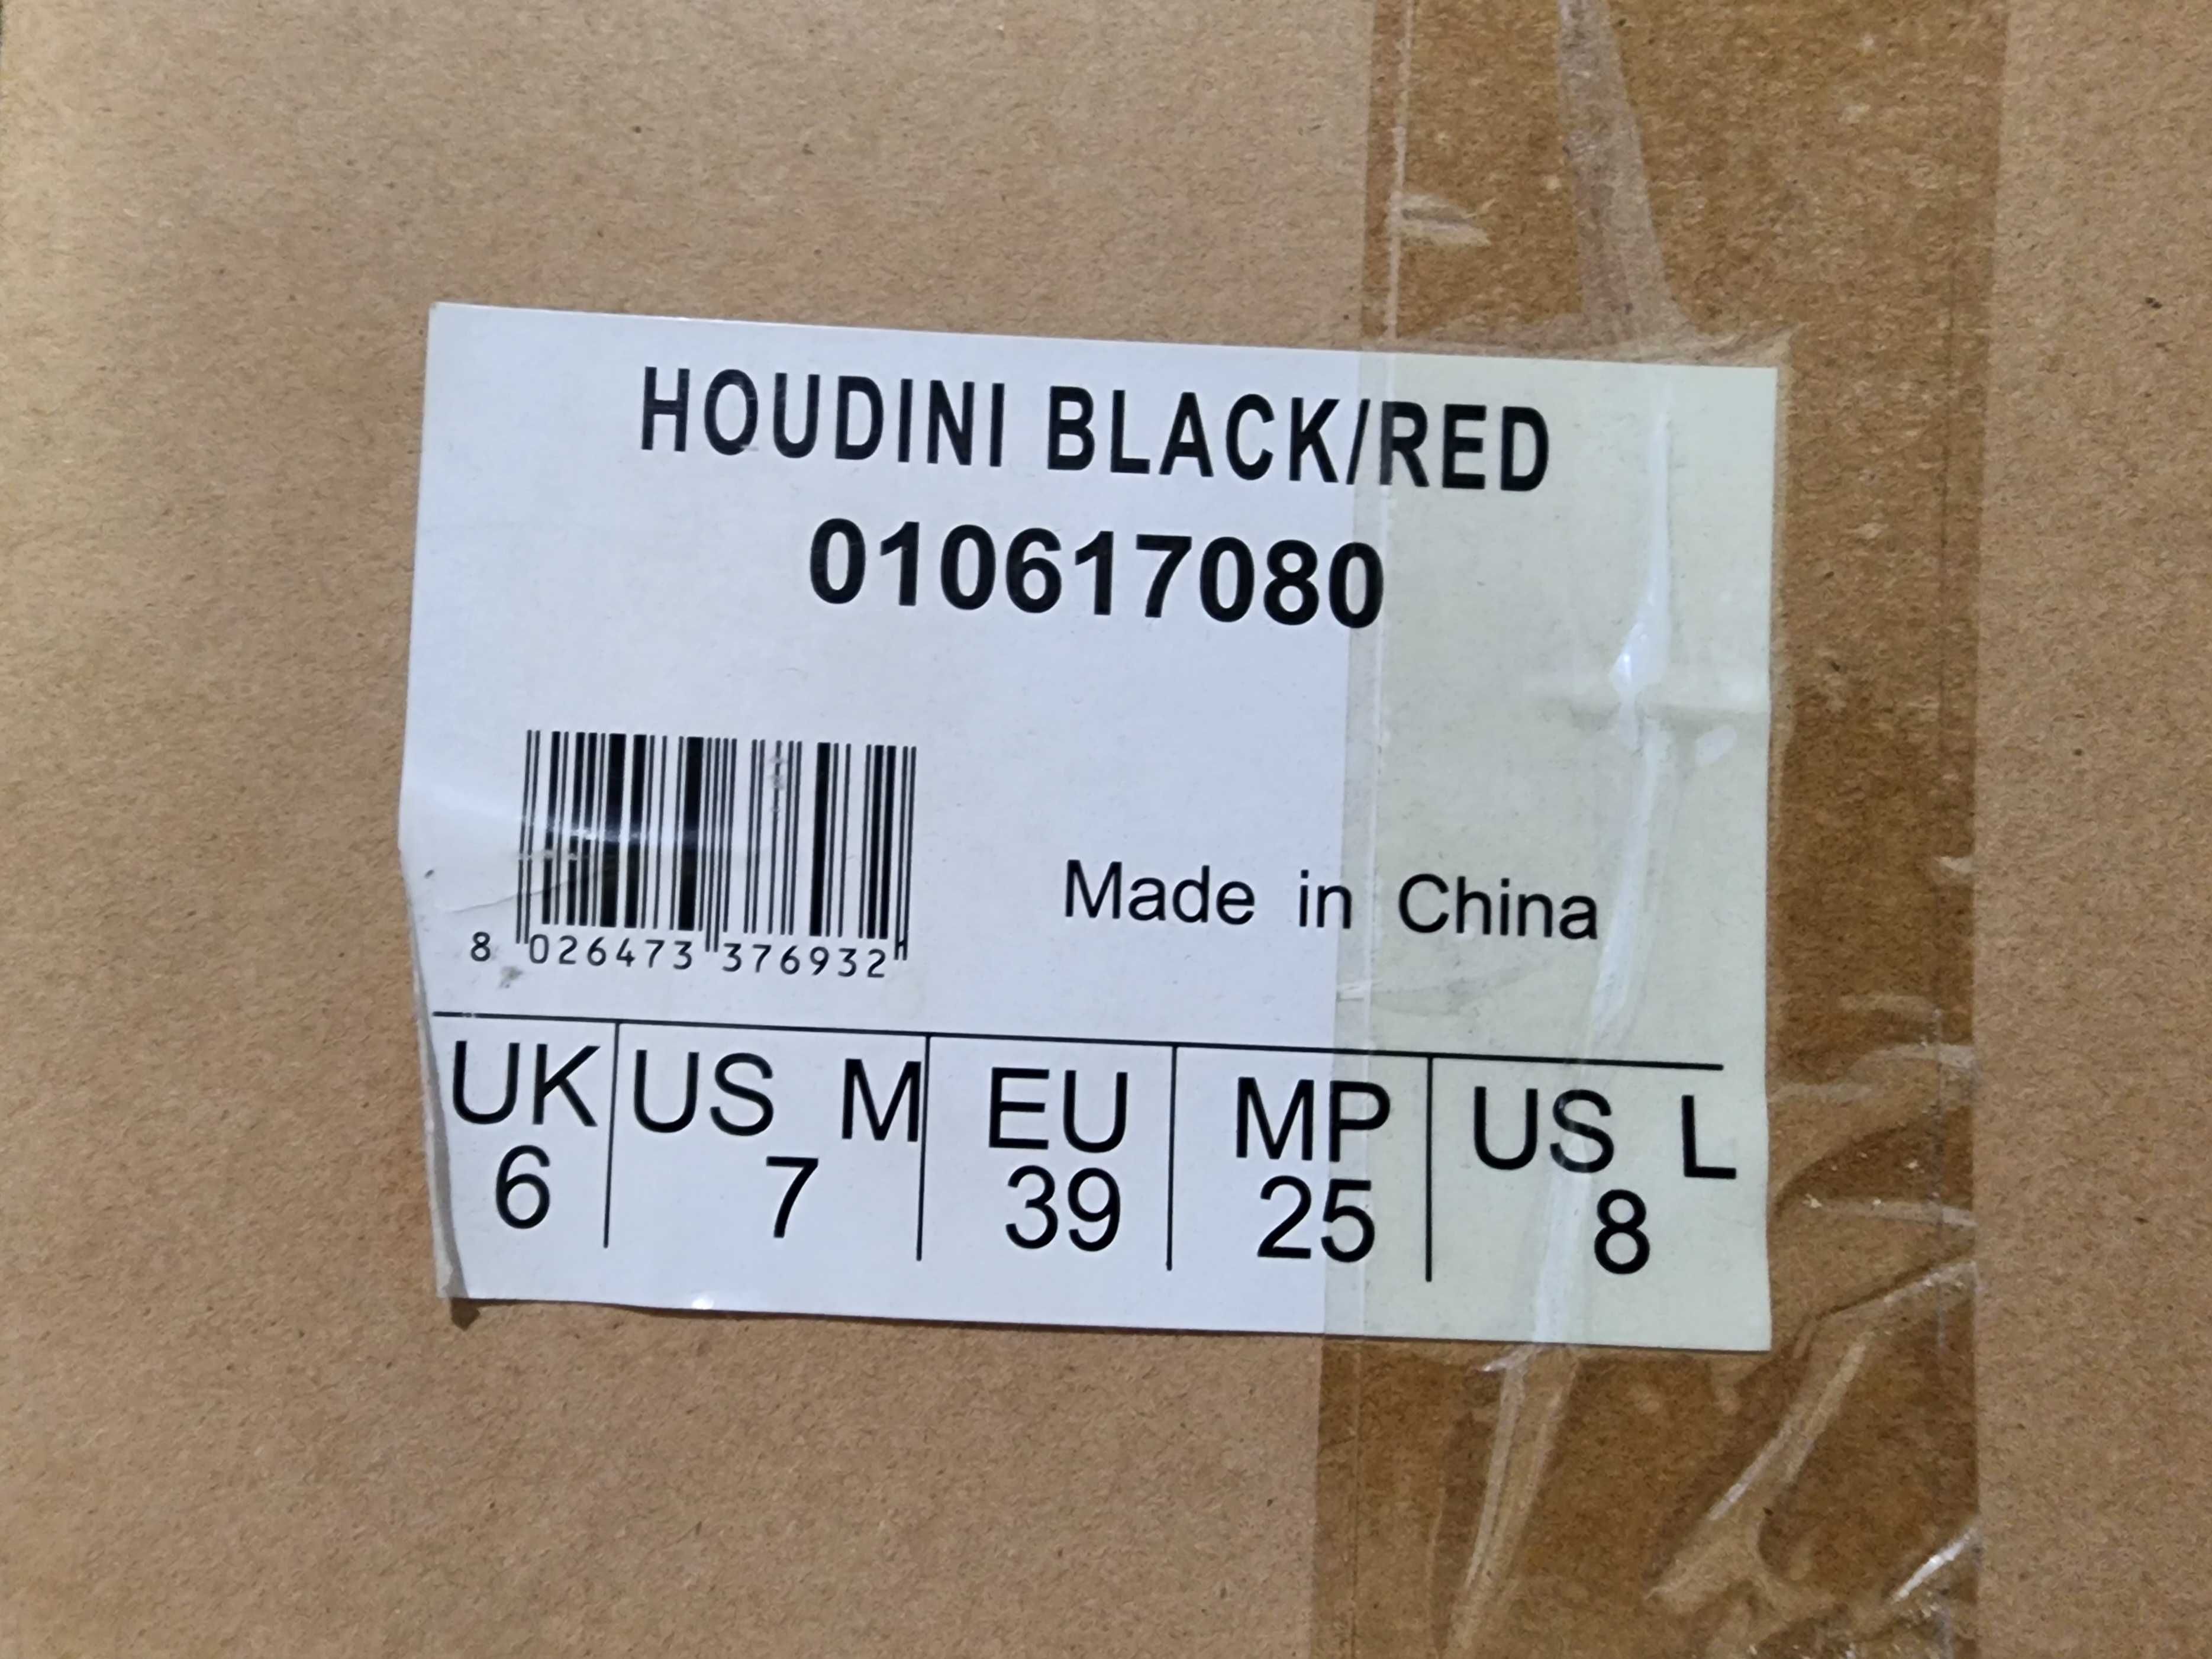 HOUDINI BLACK/RED
010617080
Made in China
8 026473 376932
UK US M EU MP US L
6 7 39 25 8